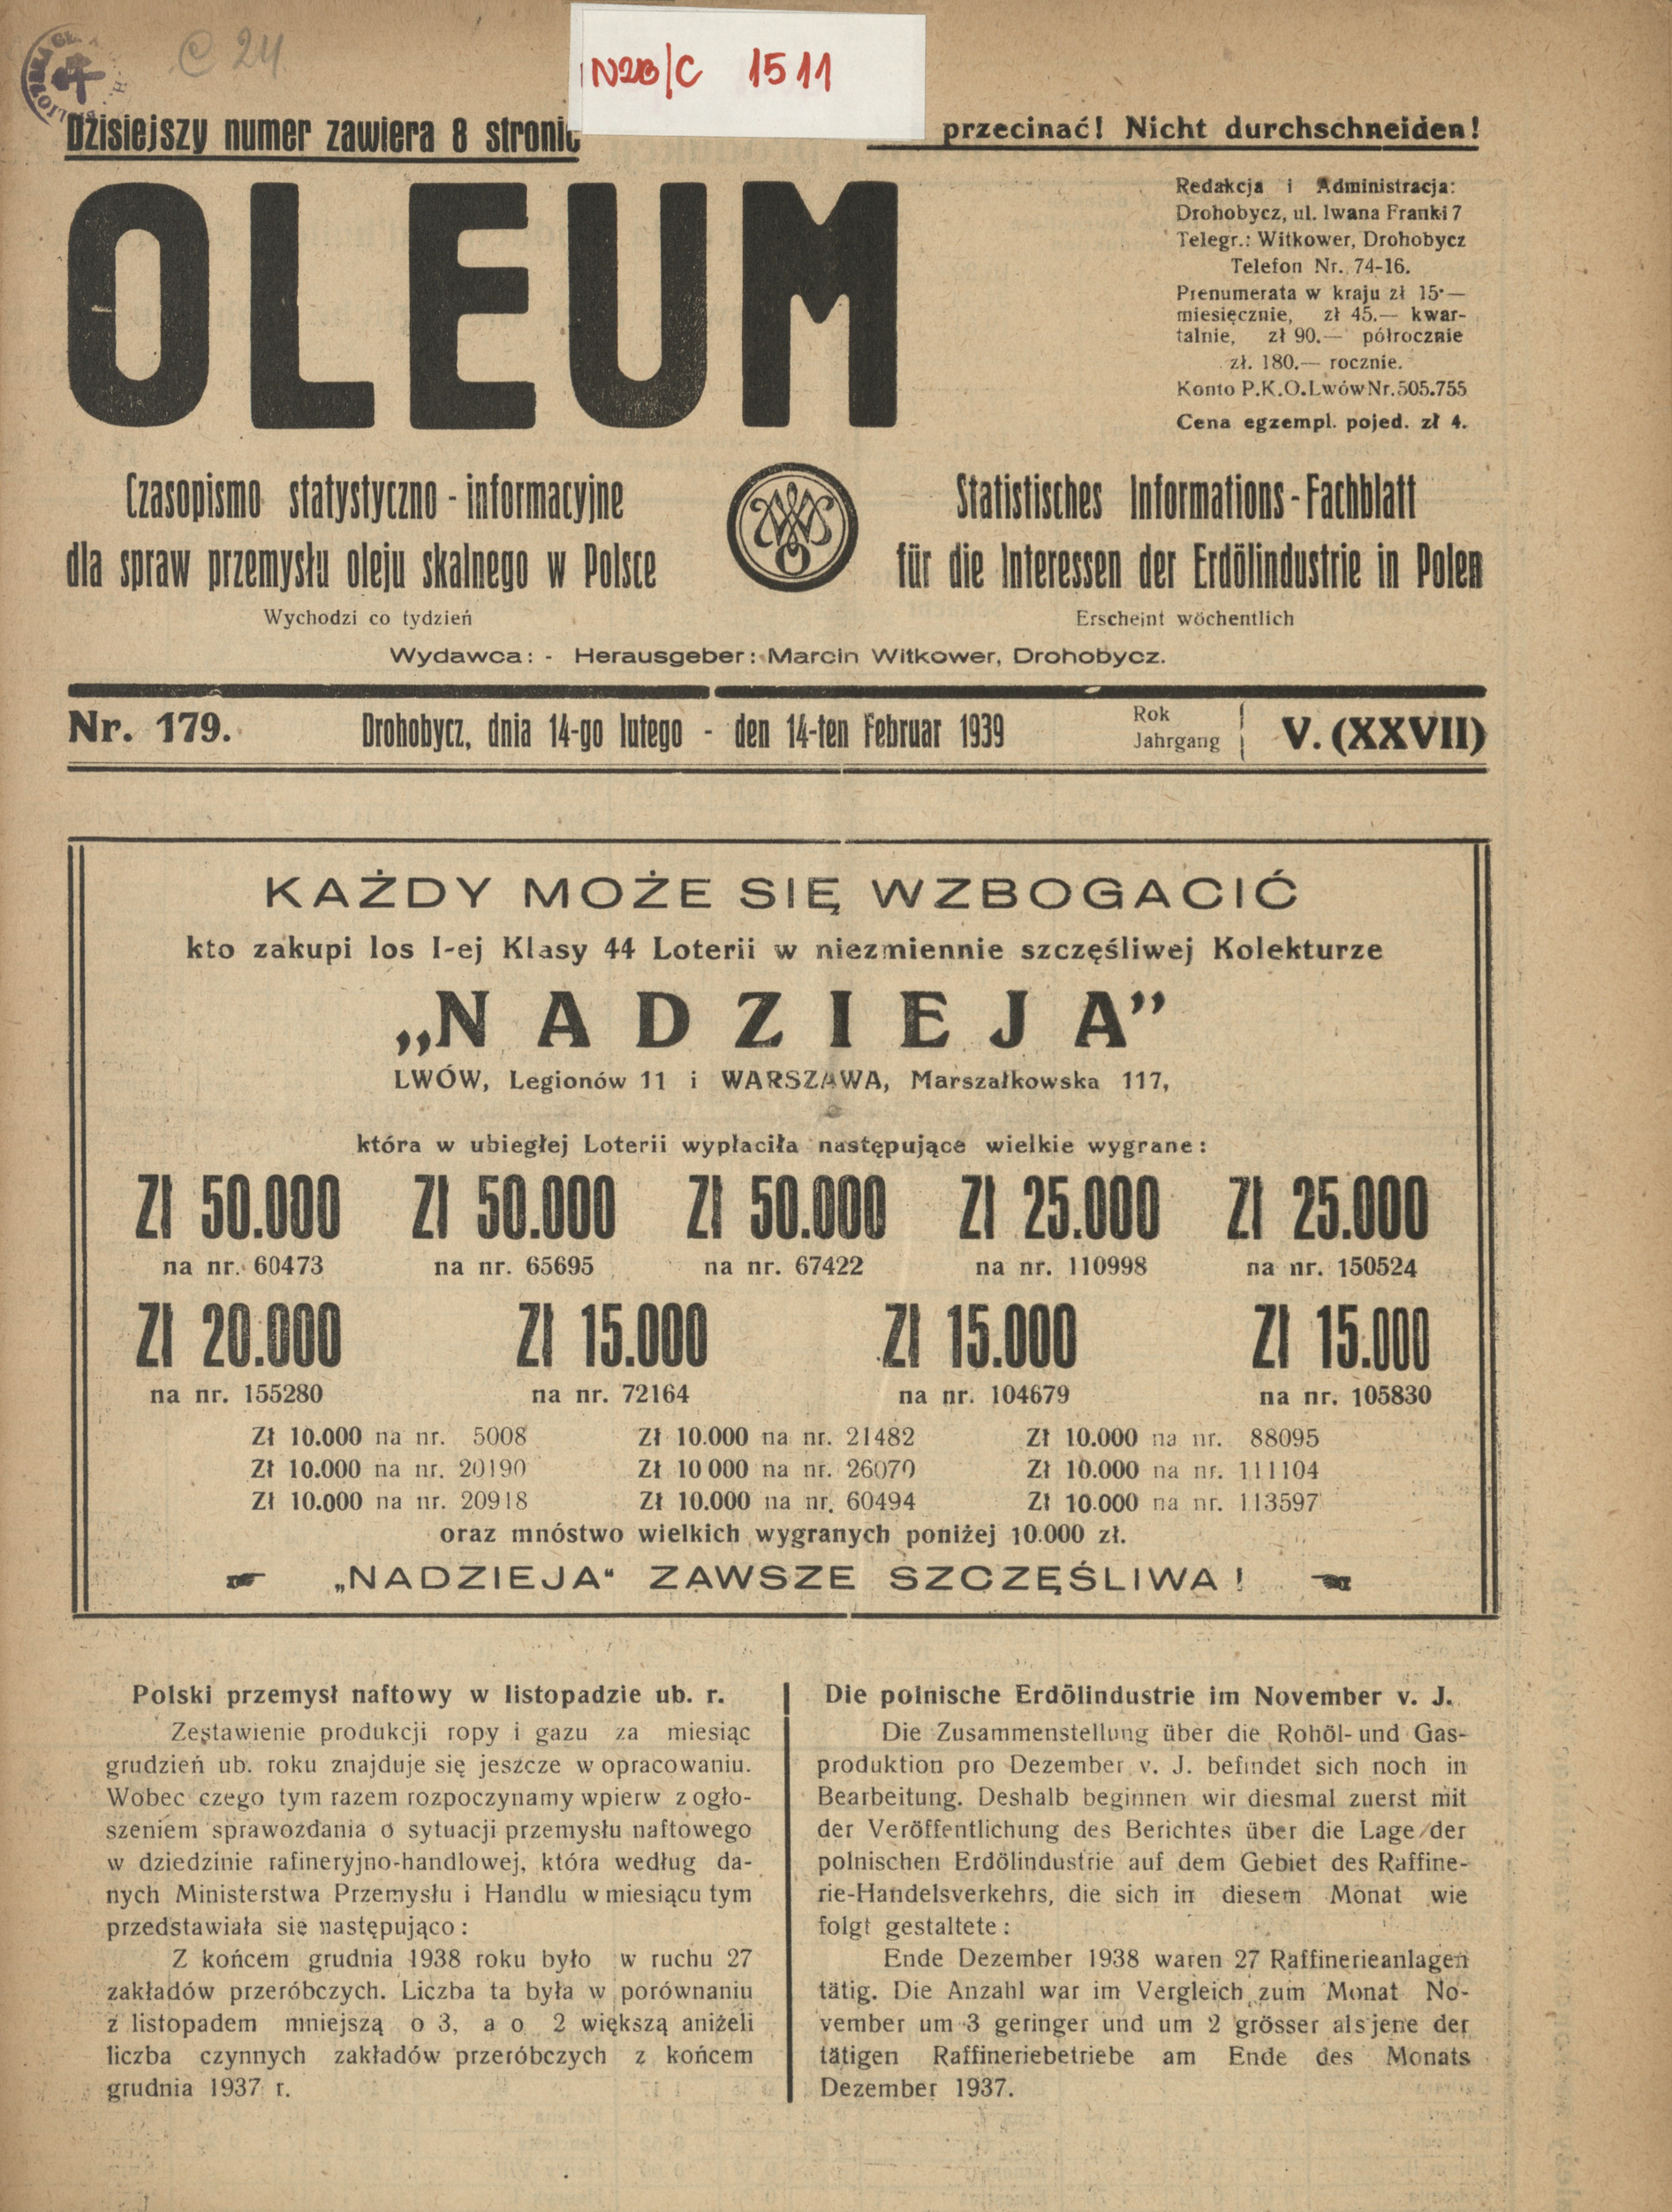 C 24
N2B/C 1511
Dzisiejszy numer zawiera 8 stronic
przecinać! Nicht durchschneiden!
OLEUM
Redakcja i Administracja:
Drohobycz, ul. Iwana Franki 7
Telegr.: Witkower, Drohobycz
Telefon Nr. 74-16.
Prenumerata w kraju zł 15·—
miesięcznie, zł 45.— kwar-
talnie, zł 90.— półrocznie
zł. 180.— rocznie.
Konto P.K.O. Lwów Nr. 505.755
Cena egzempl. pojed. zł 4.
Czasopismo statystyczno - informacyjne
dla spraw przemysłu oleju skalnego w Polsce
Wychodzi co tydzień
Statistisches Informations - Fachblatt
für die Interessen der Erdölindustrie in Polen
Erscheint wöchentlich
Wydawca: - Herausgeber: Marcin Witkower, Drohobycz.
Nr. 179. Drohobycz, dnia 14-go lutego - den 14-ten Februar 1939 Rok Jahrgang V. (XXVII)
KAŻDY MOŻE SIĘ WZBOGACIĆ
kto zakupi los I-ej Klasy 44 Loterii w niezmiennie szczęśliwej Kolekturze
„NADZIEJA”
LWÓW, Legionów 11 i WARSZAWA, Marszałkowska 117,
która w ubiegłej Loterii wypłaciła następujące wielkie wygrane:
Zł 50.000 Zł 50.000 Zł 50.000 Zł 25.000 Zł 25.000
na nr. 60473 na nr. 65695 na nr. 67422 na nr. 110998 na nr. 150524
Zł 20.000 Zł 15.000 Zł 15.000 Zł 15.000
na nr. 155280 na nr. 72164 na nr. 104679 na nr. 105830
Zł 10.000 na nr. 5008 Zł 10.000 na nr. 21482 Zł 10.000 na nr. 88095
Zł 10.000 na nr. 20190 Zł 10 000 na nr. 26070 Zł 10.000 na nr. 111104
Zł 10.000 na nr. 20918 Zł 10.000 na nr. 60494 Zł 10.000 na nr. 113597
oraz mnóstwo wielkich wygranych poniżej 10.000 zł.
„NADZIEJA“ ZAWSZE SZCZĘŚLIWA!
Polski przemysł naftowy w listopadzie ub. r.
Zestawienie produkcji ropy i gazu za miesiąc
grudzień ub. roku znajduje się jeszcze w opracowaniu.
Wobec czego tym razem rozpoczynamy wpierw z ogło-
szeniem sprawozdania o sytuacji przemysłu naftowego
w dziedzinie rafineryjno-handlowej, która według da-
nych Ministerstwa Przemysłu i Handlu w miesiącu tym
przedstawiała się następująco:
Z końcem grudnia 1938 roku było w ruchu 27
zakładów przeróbczych. Liczba ta była w porównaniu
z listopadem mniejszą o 3, a o 2 większą aniżeli
liczba czynnych zakładów przeróbczych z końcem
grudnia 1937 r.
Die polnische Erdölindustrie im November v. J.
Die Zusammenstellung über die Rohöl- und Gas-
produktion pro Dezember v. J. befindet sich noch in
Bearbeitung. Deshalb beginnen wir diesmal zuerst mit
der Veröffentlichung des Berichtes über die Lage der
polnischen Erdölindustrie auf dem Gebiet des Raffine-
rie-Handelsverkehrs, die sich in diesem Monat wie
folgt gestaltete:
Ende Dezember 1938 waren 27 Raffinerieanlagen
tätig. Die Anzahl war im Vergleich zum Monat No-
vember um 3 geringer und um 2 grösser als jene der
tätigen Raffineriebetriebe am Ende des Monats
Dezember 1937.